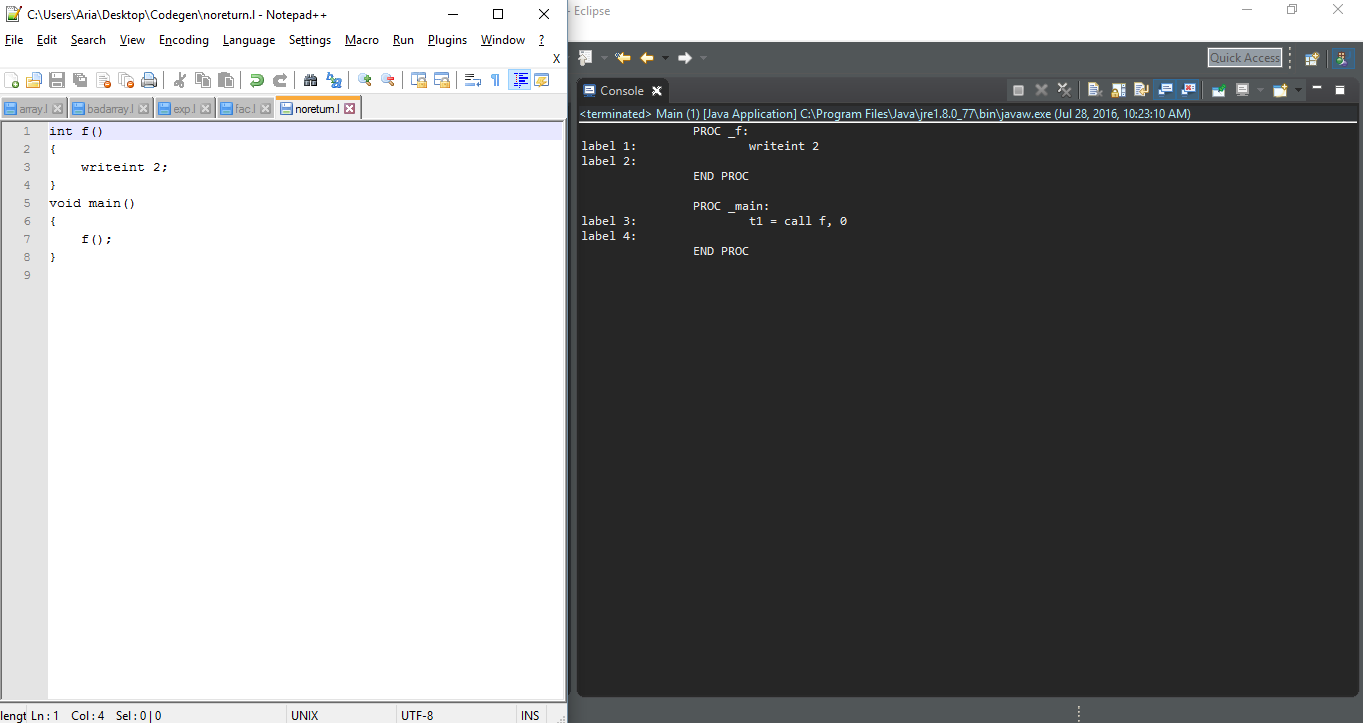 C:\Users\Aria\Desktop\Codegen\noreturn.l - Notepad++
File Edit Search View Encoding Language Settings Macro Run Plugins Window ?
X
array.l badarray.l exp.l fac.l noreturn.l
1 int f()
2 {
3 writeint 2;
4 }
5 void main()
6 {
7 f();
8 }
9
lengt Ln : 1 Col : 4 Sel : 0 | 0 UNIX UTF-8 INS
- Eclipse
Quick Access
Console
<terminated> Main (1) [Java Application] C:\Program Files\Java\jre1.8.0_77\bin\javaw.exe (Jul 28, 2016, 10:23:10 AM)
PROC _f:
label 1: writeint 2
label 2:
END PROC
PROC _main:
label 3: t1 = call f, 0
label 4:
END PROC